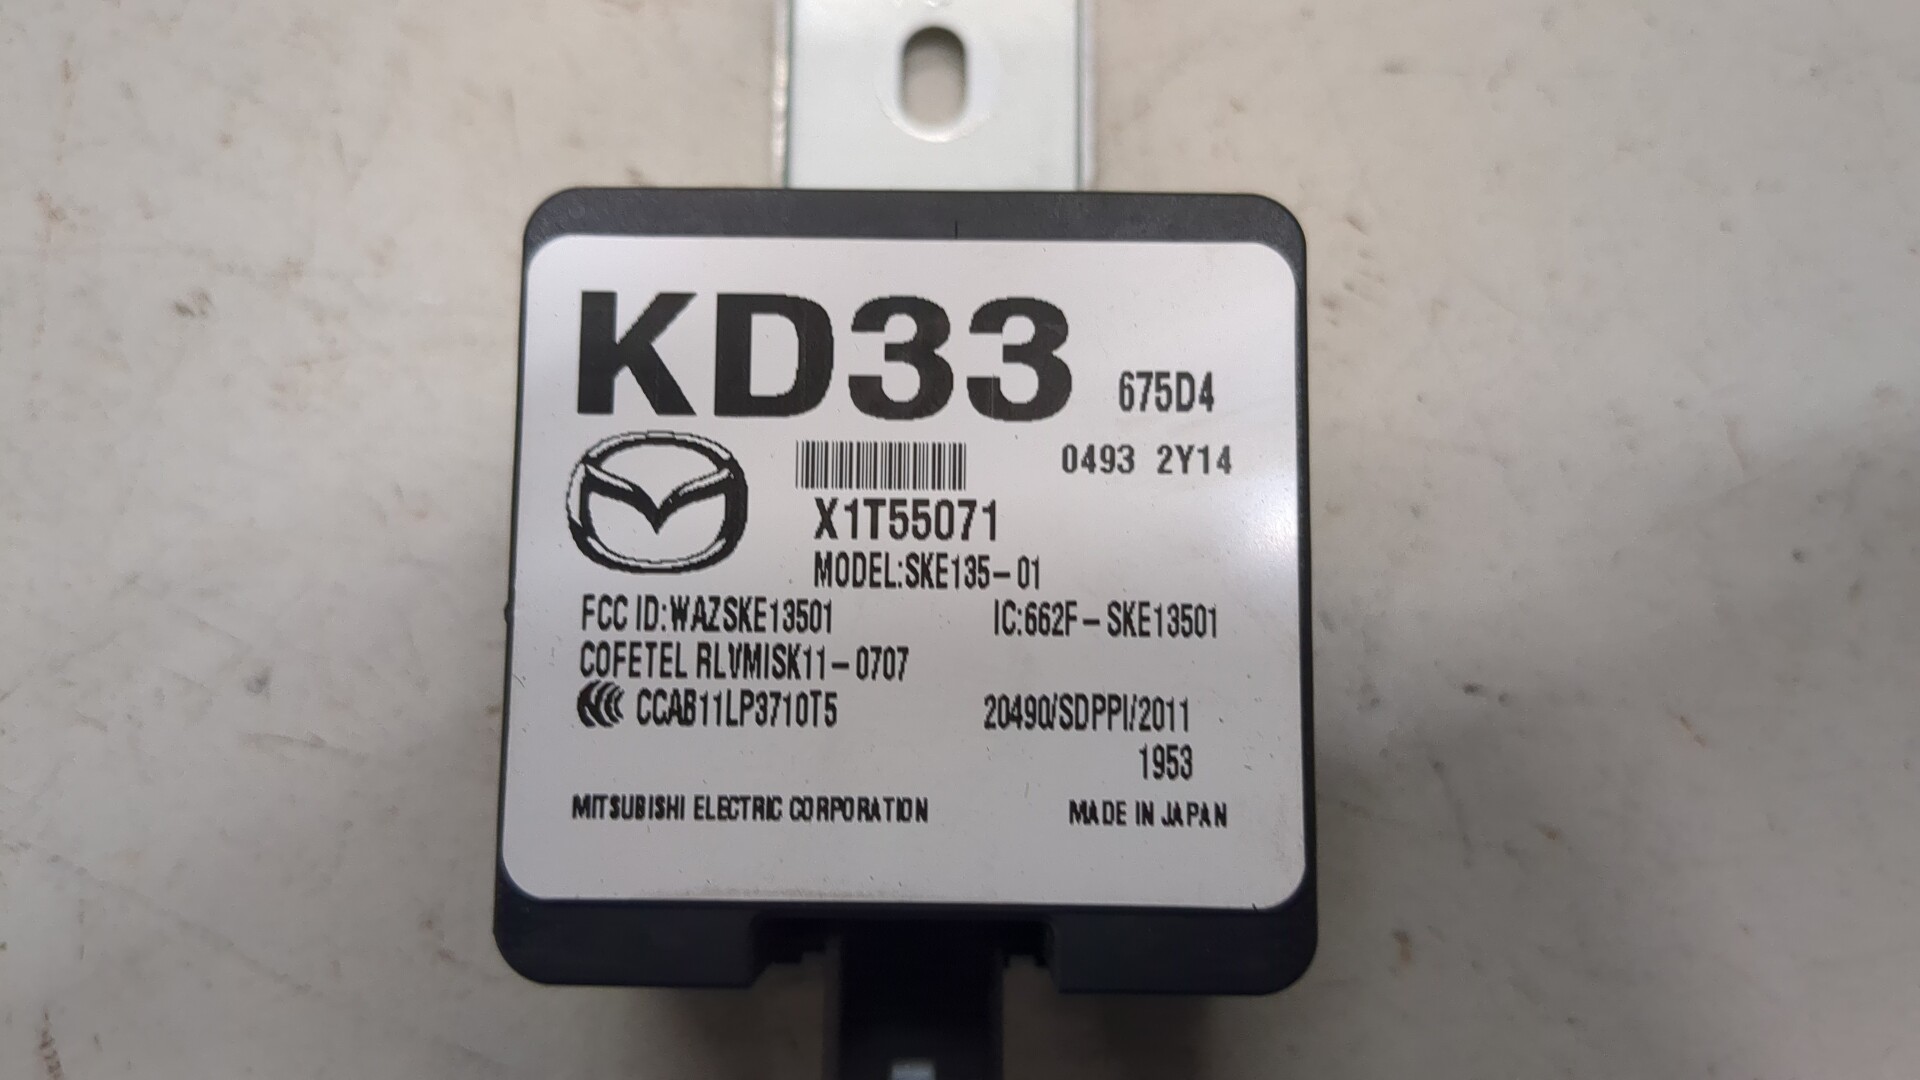 KD33 675D4
0493 2Y14
X1T55071
MODEL:SKE135-01
FCC ID:WAZSKE13501 IC:662F-SKE13501
COFETEL RLVMISK11-0707
CCAB11LP3710T5 20490/SDPPI/2011
1953
MITSUBISHI ELECTRIC CORPORATION MADE IN JAPAN